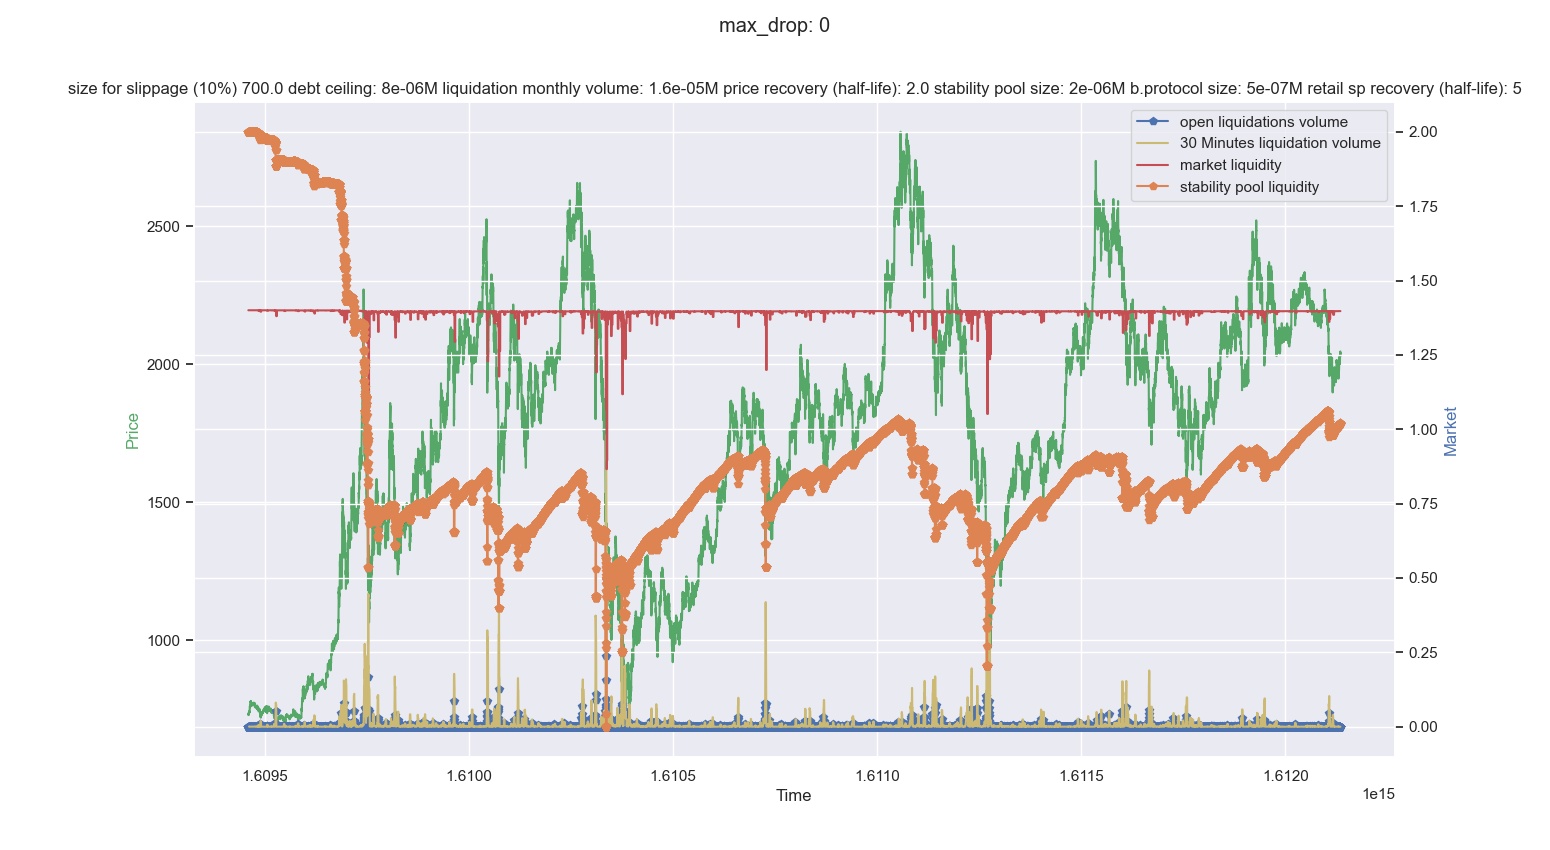 max_drop: 0
size for slippage (10%) 700.0 debt ceiling: 8e-06M liquidation monthly volume: 1.6e-05M price recovery (half-life): 2.0 stability pool size: 2e-06M b.protocol size: 5e-07M retail sp recovery (half-life): 5
open liquidations volume
30 Minutes liquidation volume
market liquidity
stability pool liquidity
2500
2000
1500
1000
Price
2.00
1.75
1.50
1.25
1.00
0.75
0.50
0.25
0.00
Market
1.6095
1.6100
1.6105
1.6110
1.6115
1.6120
Time
1e15